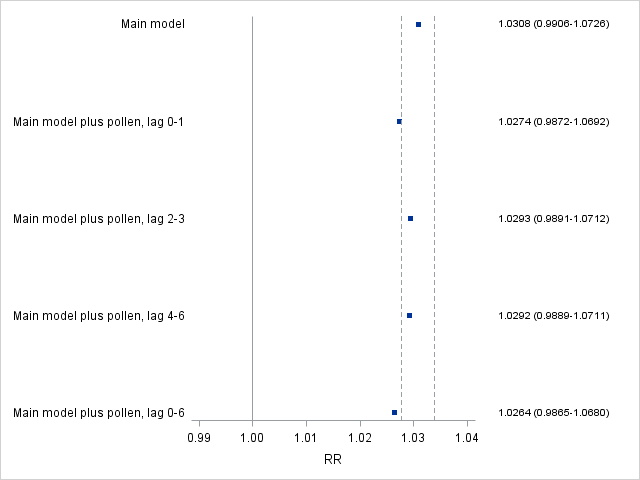 Main model 1.0308 (0.9906-1.0726)
Main model plus pollen, lag 0-1 1.0274 (0.9872-1.0692)
Main model plus pollen, lag 2-3 1.0293 (0.9891-1.0712)
Main model plus pollen, lag 4-6 1.0292 (0.9889-1.0711)
Main model plus pollen, lag 0-6 1.0264 (0.9865-1.0680)
0.99 1.00 1.01 1.02 1.03 1.04
RR